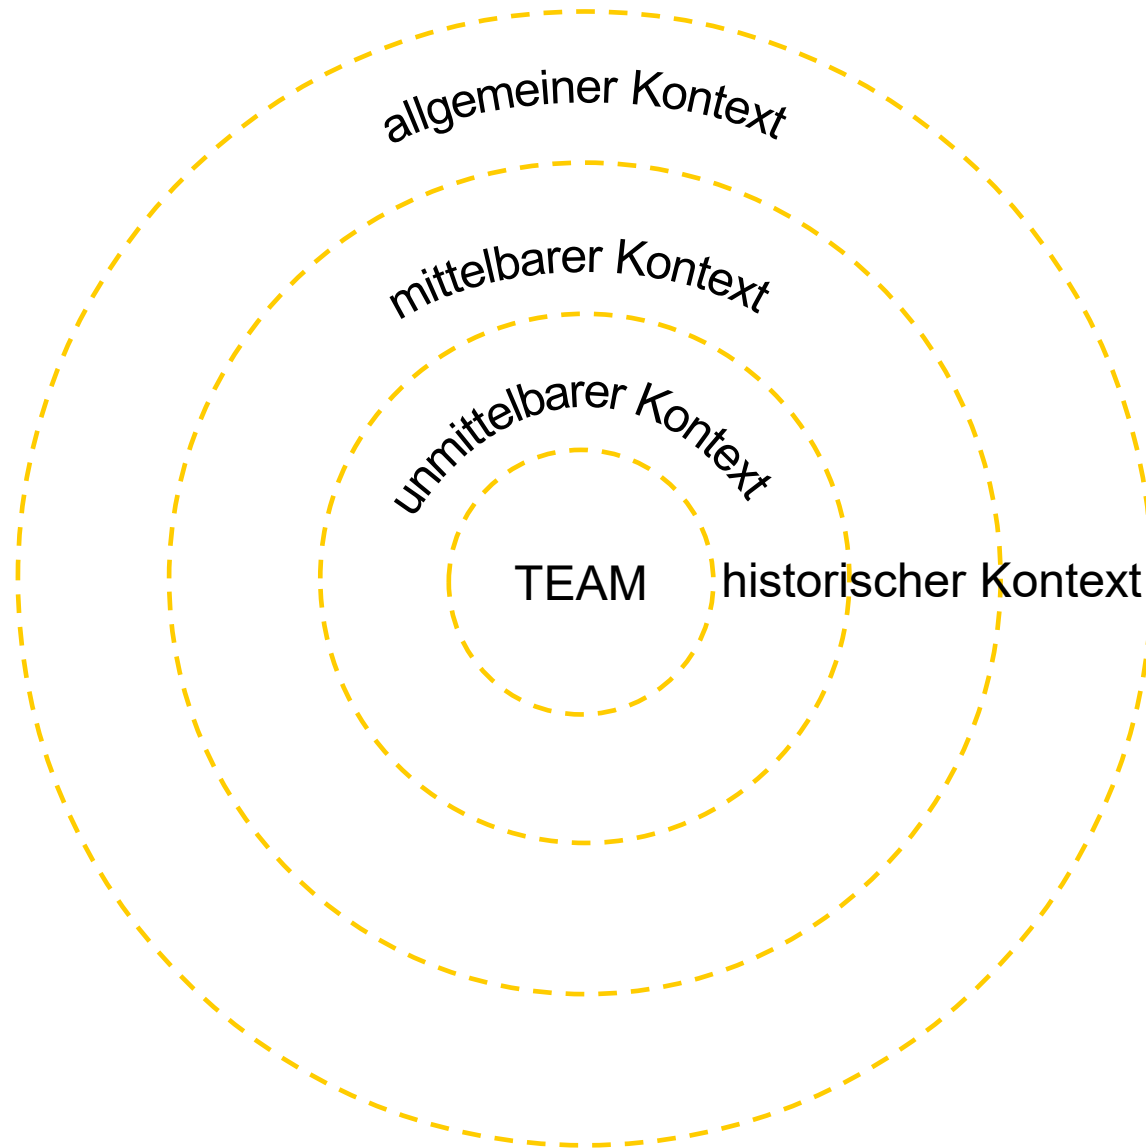 allgemeiner Kontext
mittelbarer Kontext
unmittelbarer Kontext
TEAM
historischer Kontext